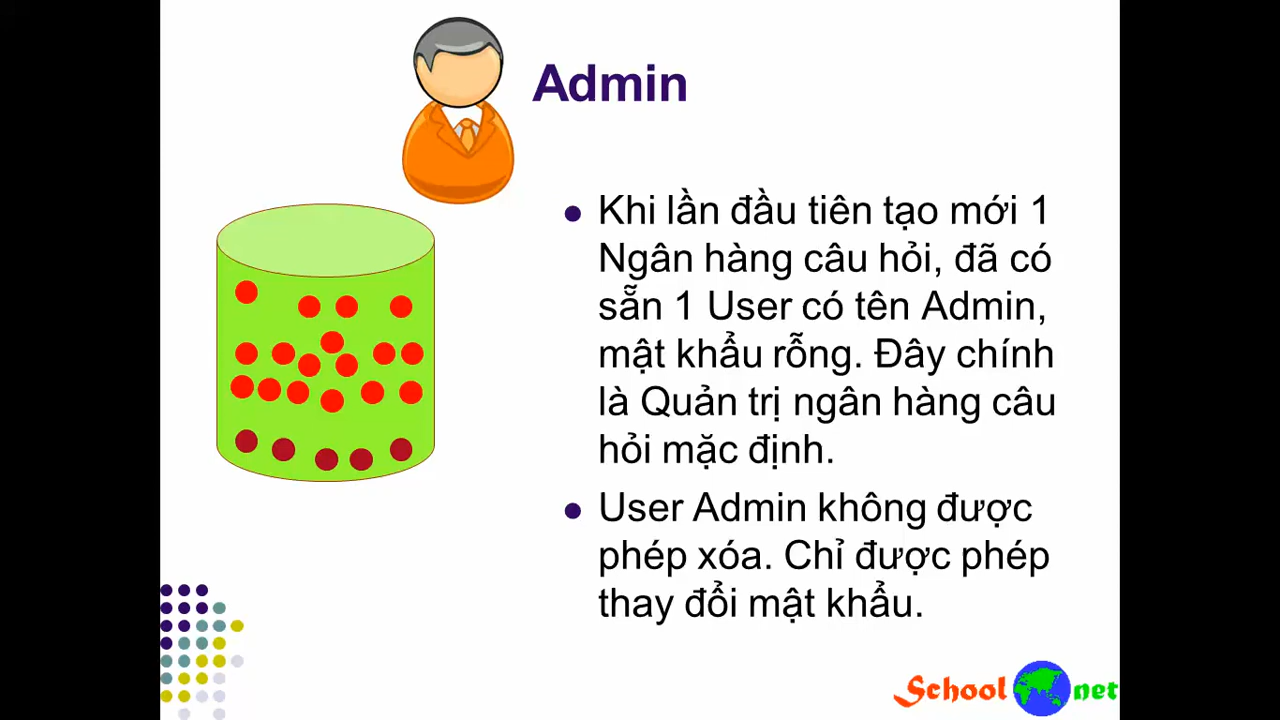 Admin
Khi lần đầu tiên tạo mới 1
Ngân hàng câu hỏi, đã có
sẵn 1 User có tên Admin,
mật khẩu rỗng. Đây chính
là Quản trị ngân hàng câu
hỏi mặc định.
User Admin không được
phép xóa. Chỉ được phép
thay đổi mật khẩu.
School net